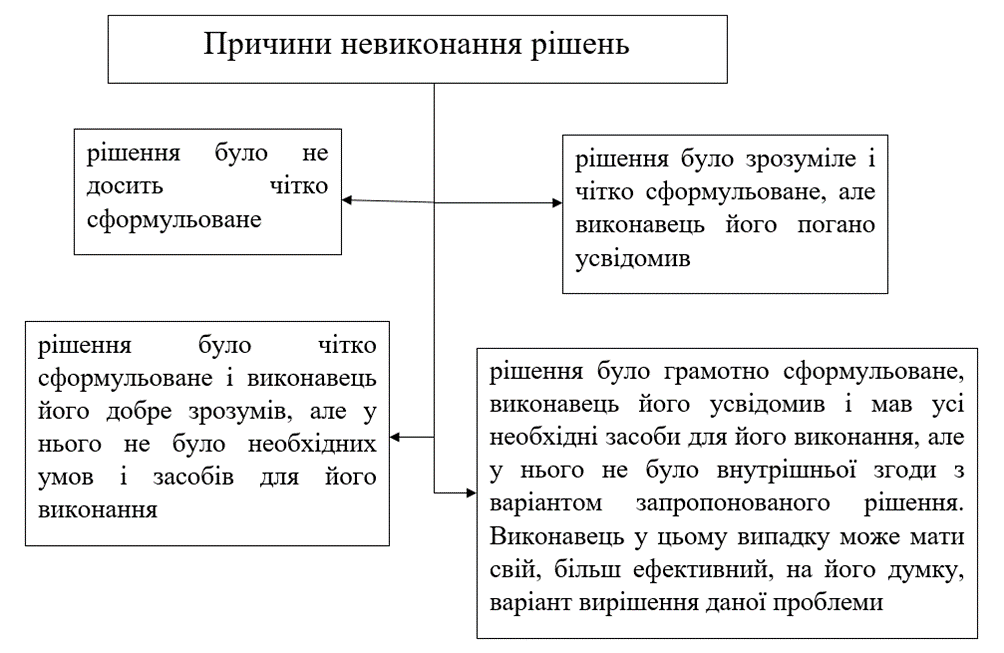 Причини невиконання рішень
рішення було не
досить чітко
сформульоване
рішення було зрозуміле і
чітко сформульоване, але
виконавець його погано
усвідомив
рішення було чітко
сформульоване і виконавець
його добре зрозумів, але у
нього не було необхідних
умов і засобів для його
виконання
рішення було грамотно сформульоване,
виконавець його усвідомив і мав усі
необхідні засоби для його виконання, але
у нього не було внутрішньої згоди з
варіантом запропонованого рішення.
Виконавець у цьому випадку може мати
свій, більш ефективний, на його думку,
варіант вирішення даної проблеми